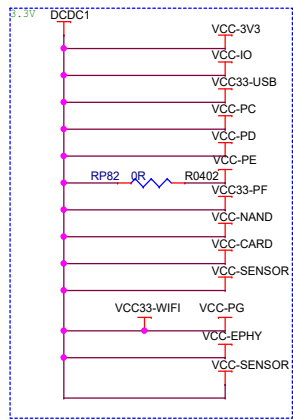 3.3V DCDC1
VCC-3V3
VCC-IO
VCC33-USB
VCC-PC
VCC-PD
VCC-PE
RP82 0R R0402
VCC33-PF
VCC-NAND
VCC-CARD
VCC-SENSOR
VCC33-WIFI VCC-PG
VCC-EPHY
VCC-SENSOR